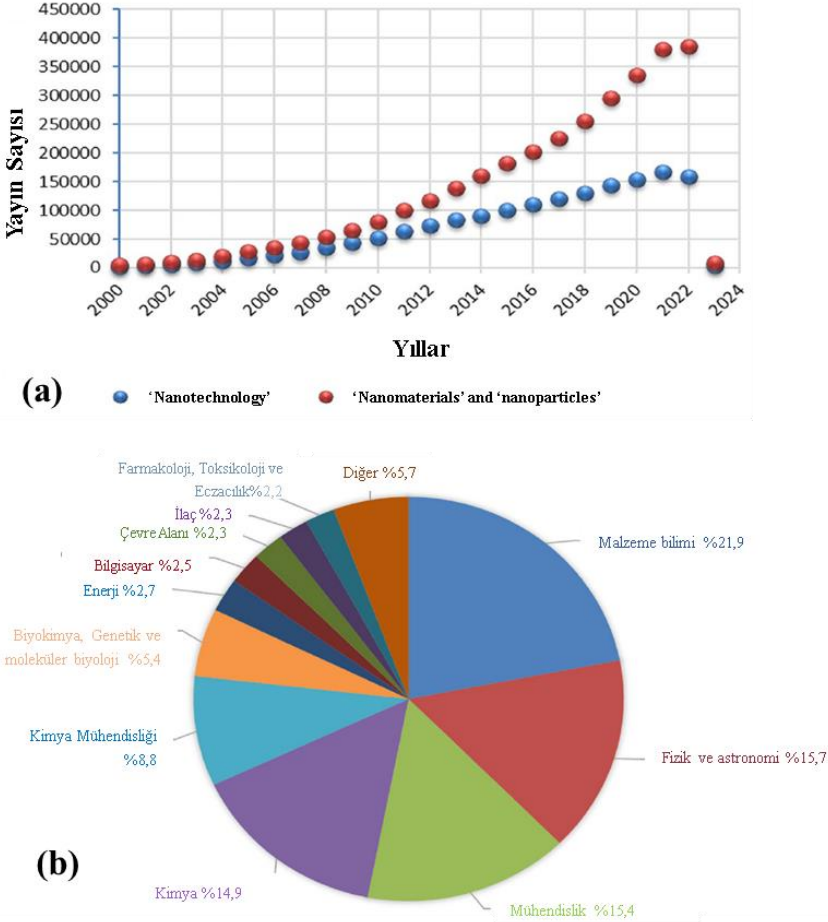 450000
400000
350000
300000
250000
200000
150000
100000
50000
0
Yayın Sayısı
2000 2002 2004 2006 2008 2010 2012 2014 2016 2018 2020 2022 2024
Yıllar
(a) 'Nanotechnology' 'Nanomaterials' and 'nanoparticles'
Farmakoloji, Toksikoloji ve
Eczacılık%2,2
Diğer %5,7
İlaç %2,3
Çevre Alanı %2,3
Bilgisayar %2,5
Enerji %2,7
Biyokimya, Genetik ve
moleküler biyoloji %5,4
Kimya Mühendisliği
%8,8
Malzeme bilimi %21,9
Fizik ve astronomi %15,7
(b)
Kimya %14,9
Mühendislik %15,4